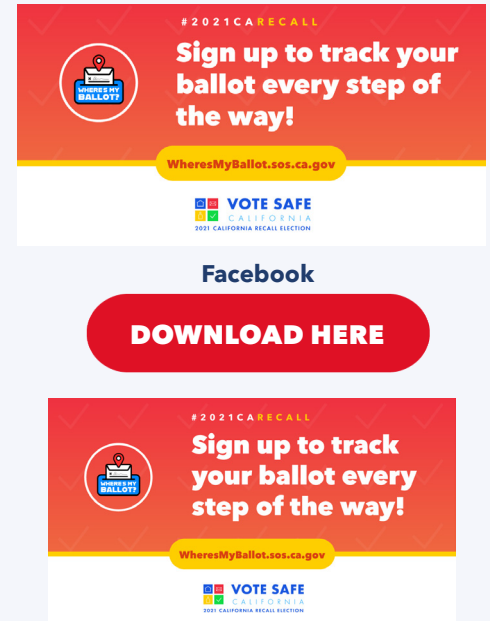 #2021CARECALL
Sign up to track your
ballot every step of
the way!
WHERE'S MY
BALLOT?
WheresMyBallot.sos.ca.gov
VOTE SAFE
CALIFORNIA
2021 CALIFORNIA RECALL ELECTION
Facebook
DOWNLOAD HERE
#2021CARECALL
Sign up to track
your ballot every
step of the way!
WHERE'S MY
BALLOT?
WheresMyBallot.sos.ca.gov
VOTE SAFE
CALIFORNIA
2021 CALIFORNIA RECALL ELECTION